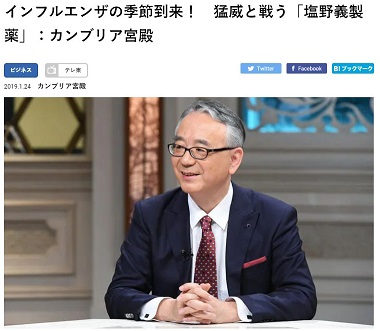 インフルエンザの季節到来！　猛威と戦う「塩野義製
薬」：カンブリア宮殿
ビジネス　テレ東
Twitter　Facebook　B!ブックマーク
2019.1.24　カンブリア宮殿